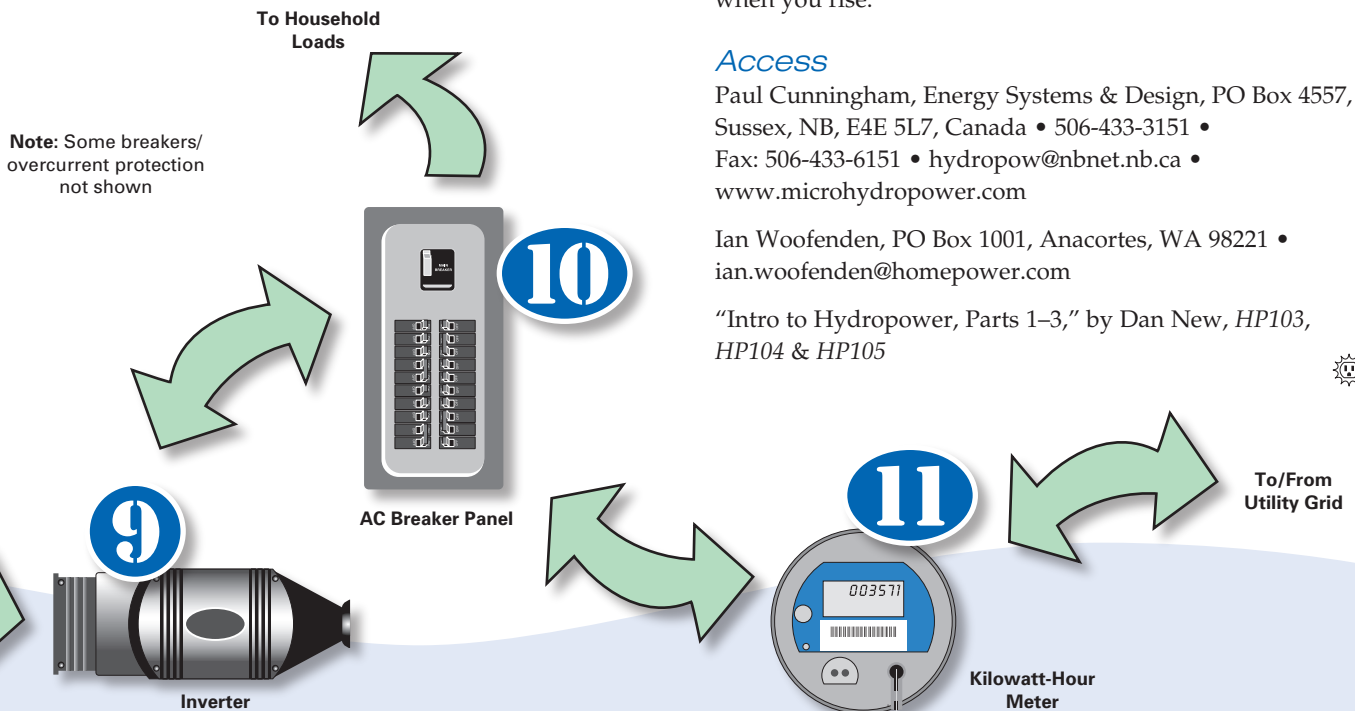 when you rise.
Access
Paul Cunningham, Energy Systems & Design, PO Box 4557,
Sussex, NB, E4E 5L7, Canada • 506-433-3151 •
Fax: 506-433-6151 • hydropow@nbnet.nb.ca •
www.microhydropower.com
Ian Woofenden, PO Box 1001, Anacortes, WA 98221 •
ian.woofenden@homepower.com
“Intro to Hydropower, Parts 1–3,” by Dan New, HP103,
HP104 & HP105
To Household
Loads
Note: Some breakers/
overcurrent protection
not shown
MAIN
BREAKER
10
AC Breaker Panel
9
Inverter
11
003571
Kilowatt-Hour
Meter
To/From
Utility Grid